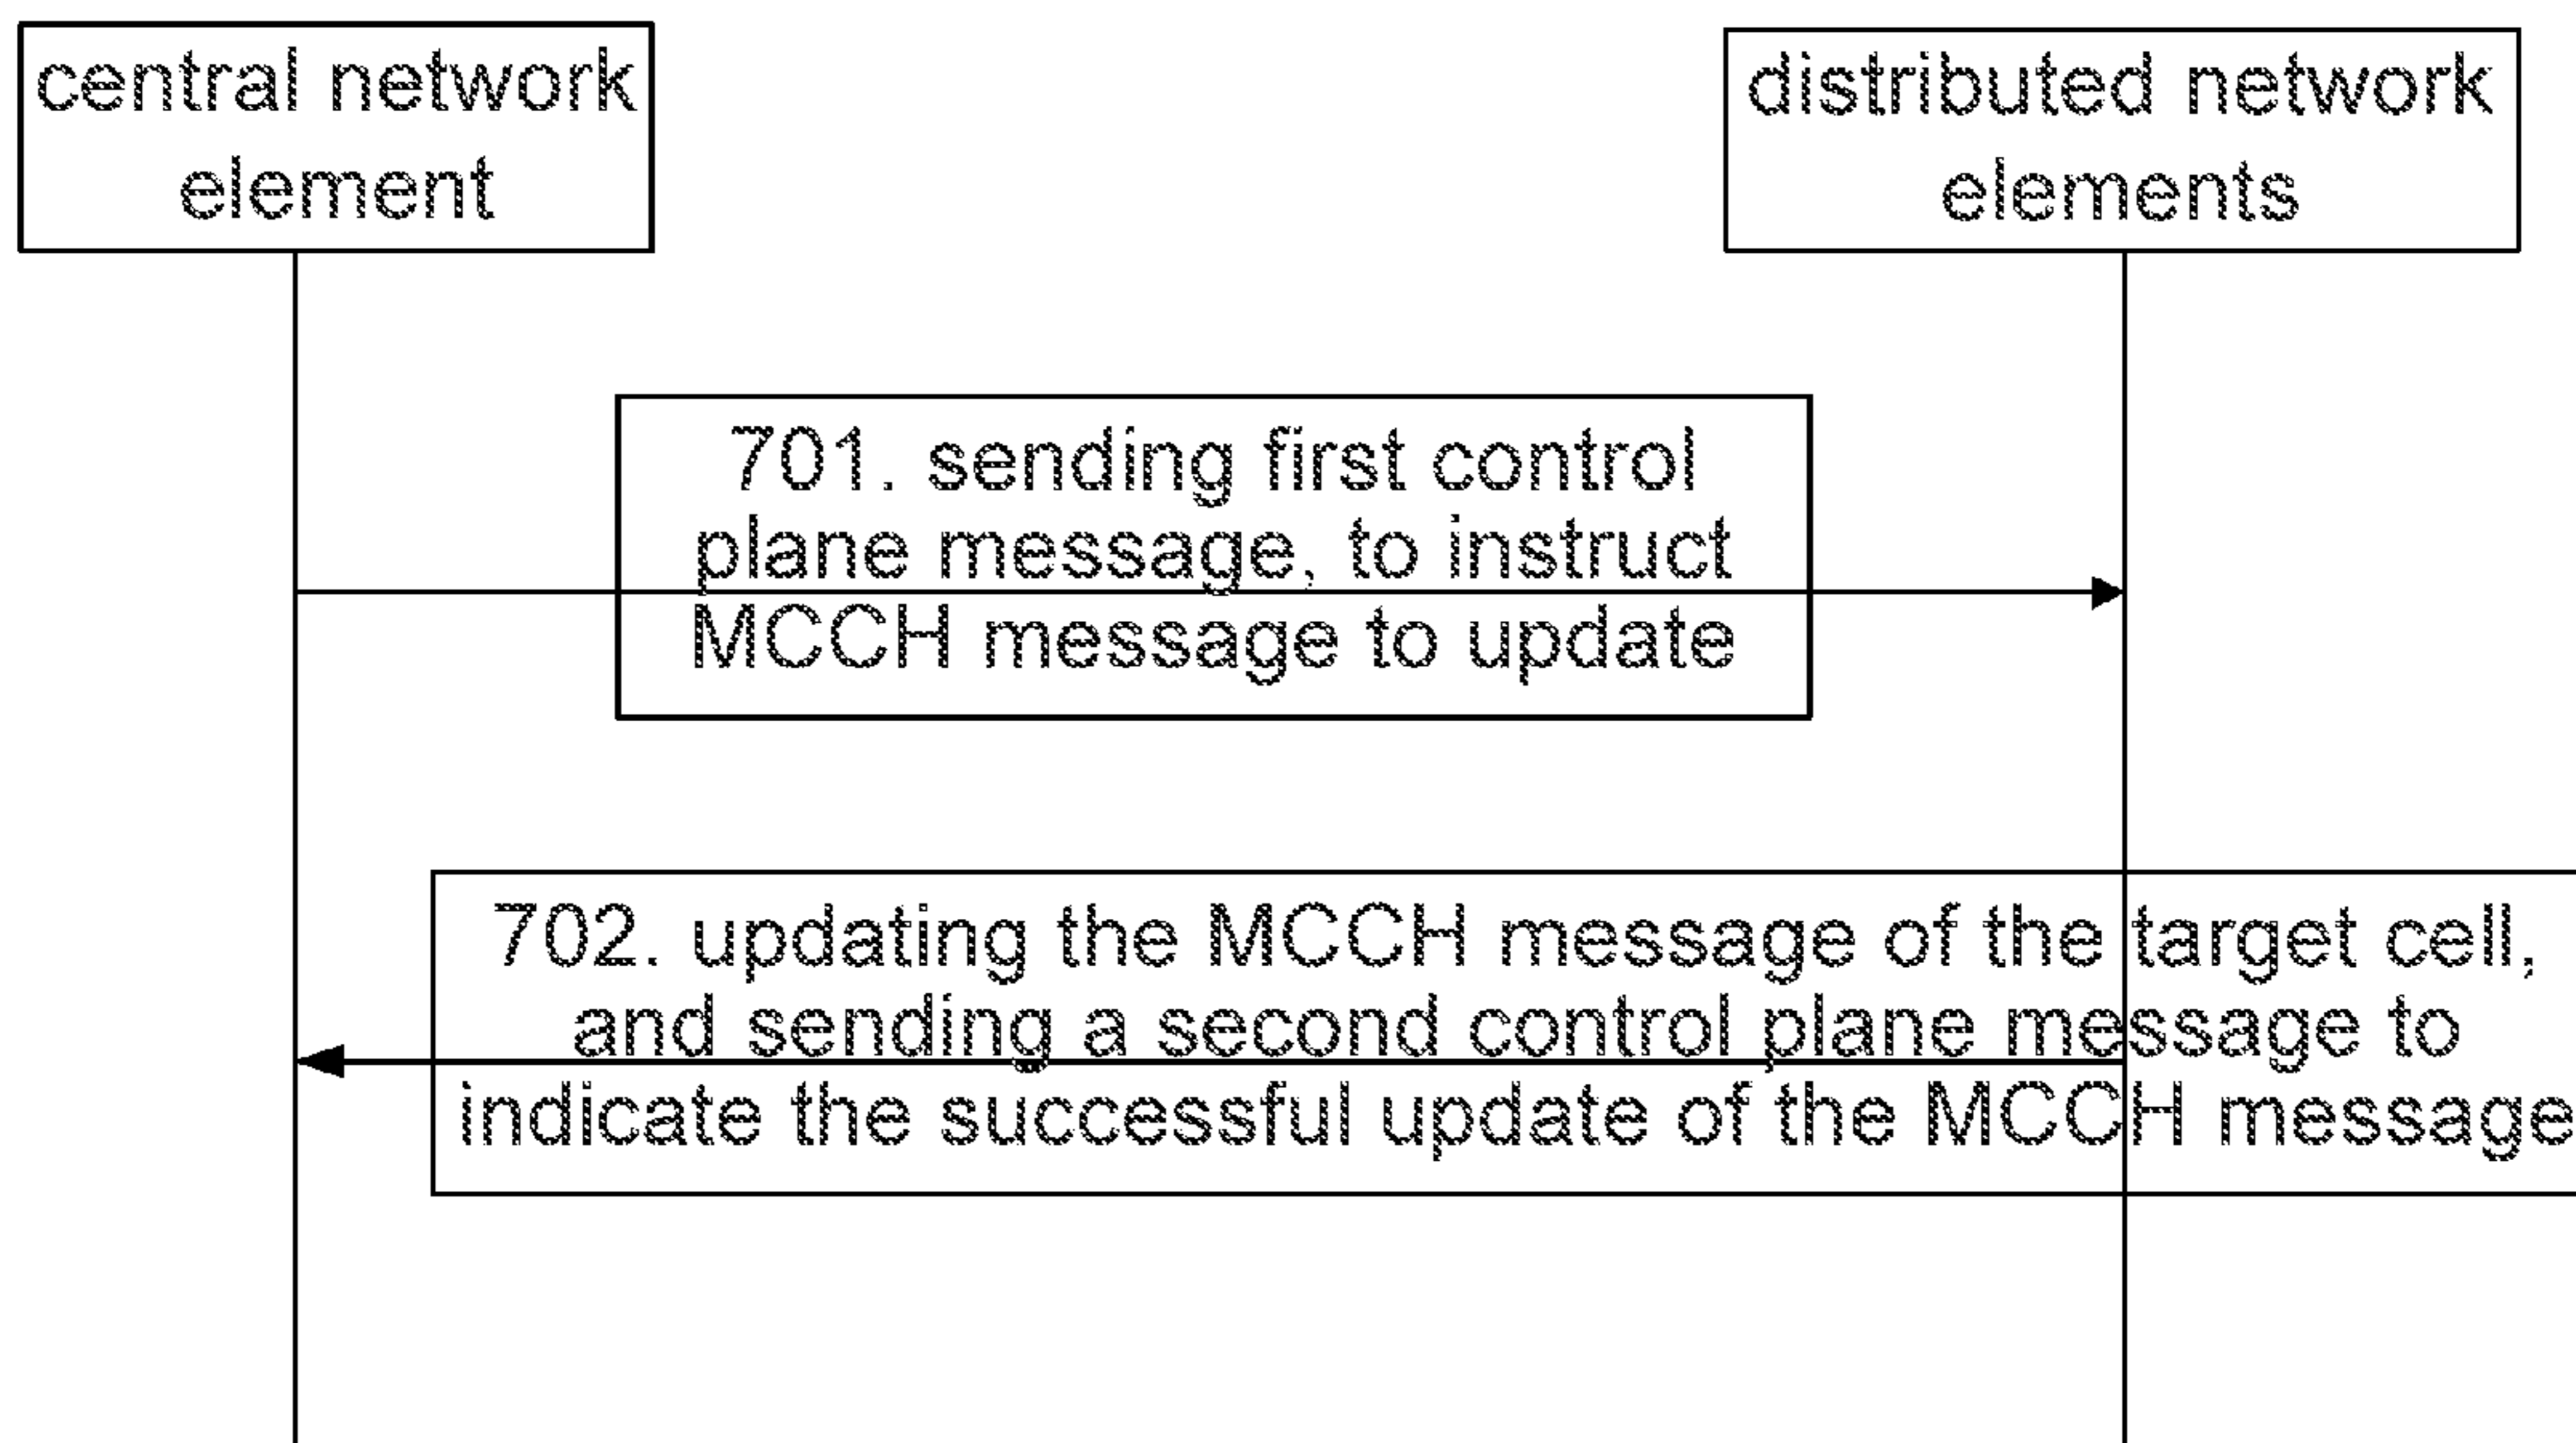 central network
element
distributed network
elements
701. sending first control
plane message, to instruct
MCCH message to update
702. updating the MCCH message of the target cell,
and sending a second control plane message to
indicate the successful update of the MCCH message